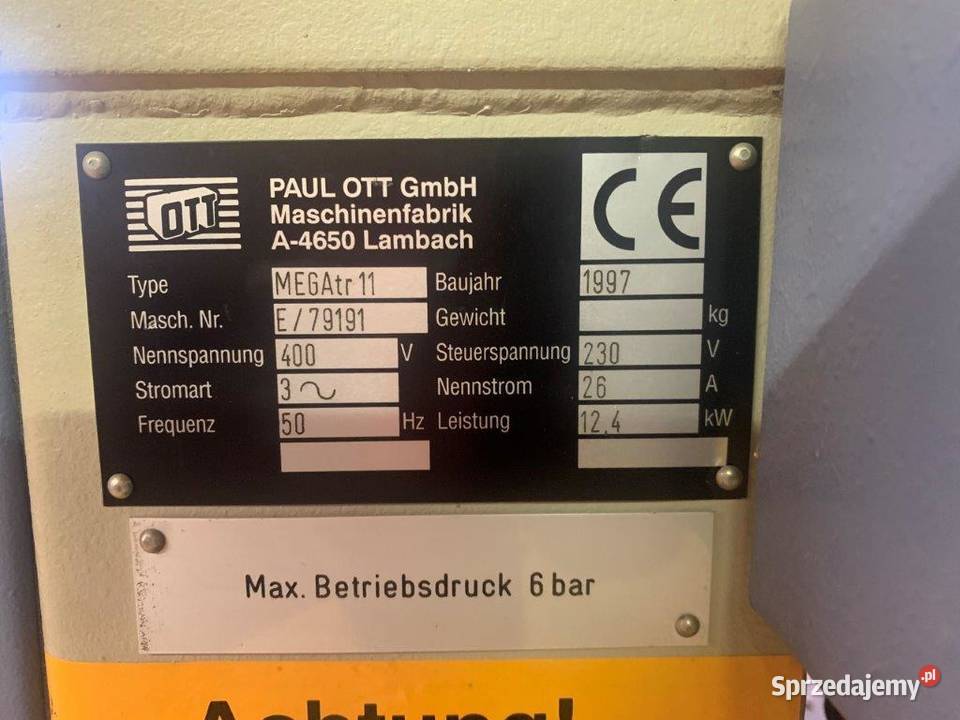 OTT
PAUL OTT GmbH
Maschinenfabrik
A-4650 Lambach
CE
Type MEGAtr 11 Baujahr 1997
Masch. Nr. E/79191 Gewicht kg
Nennspannung 400 V Steuerspannung 230 V
Stromart 3~ Nennstrom 26 A
Frequenz 50 Hz Leistung 12,4 kW
Max. Betriebsdruck 6 bar
Achtung!
Sprzedajemy.pl